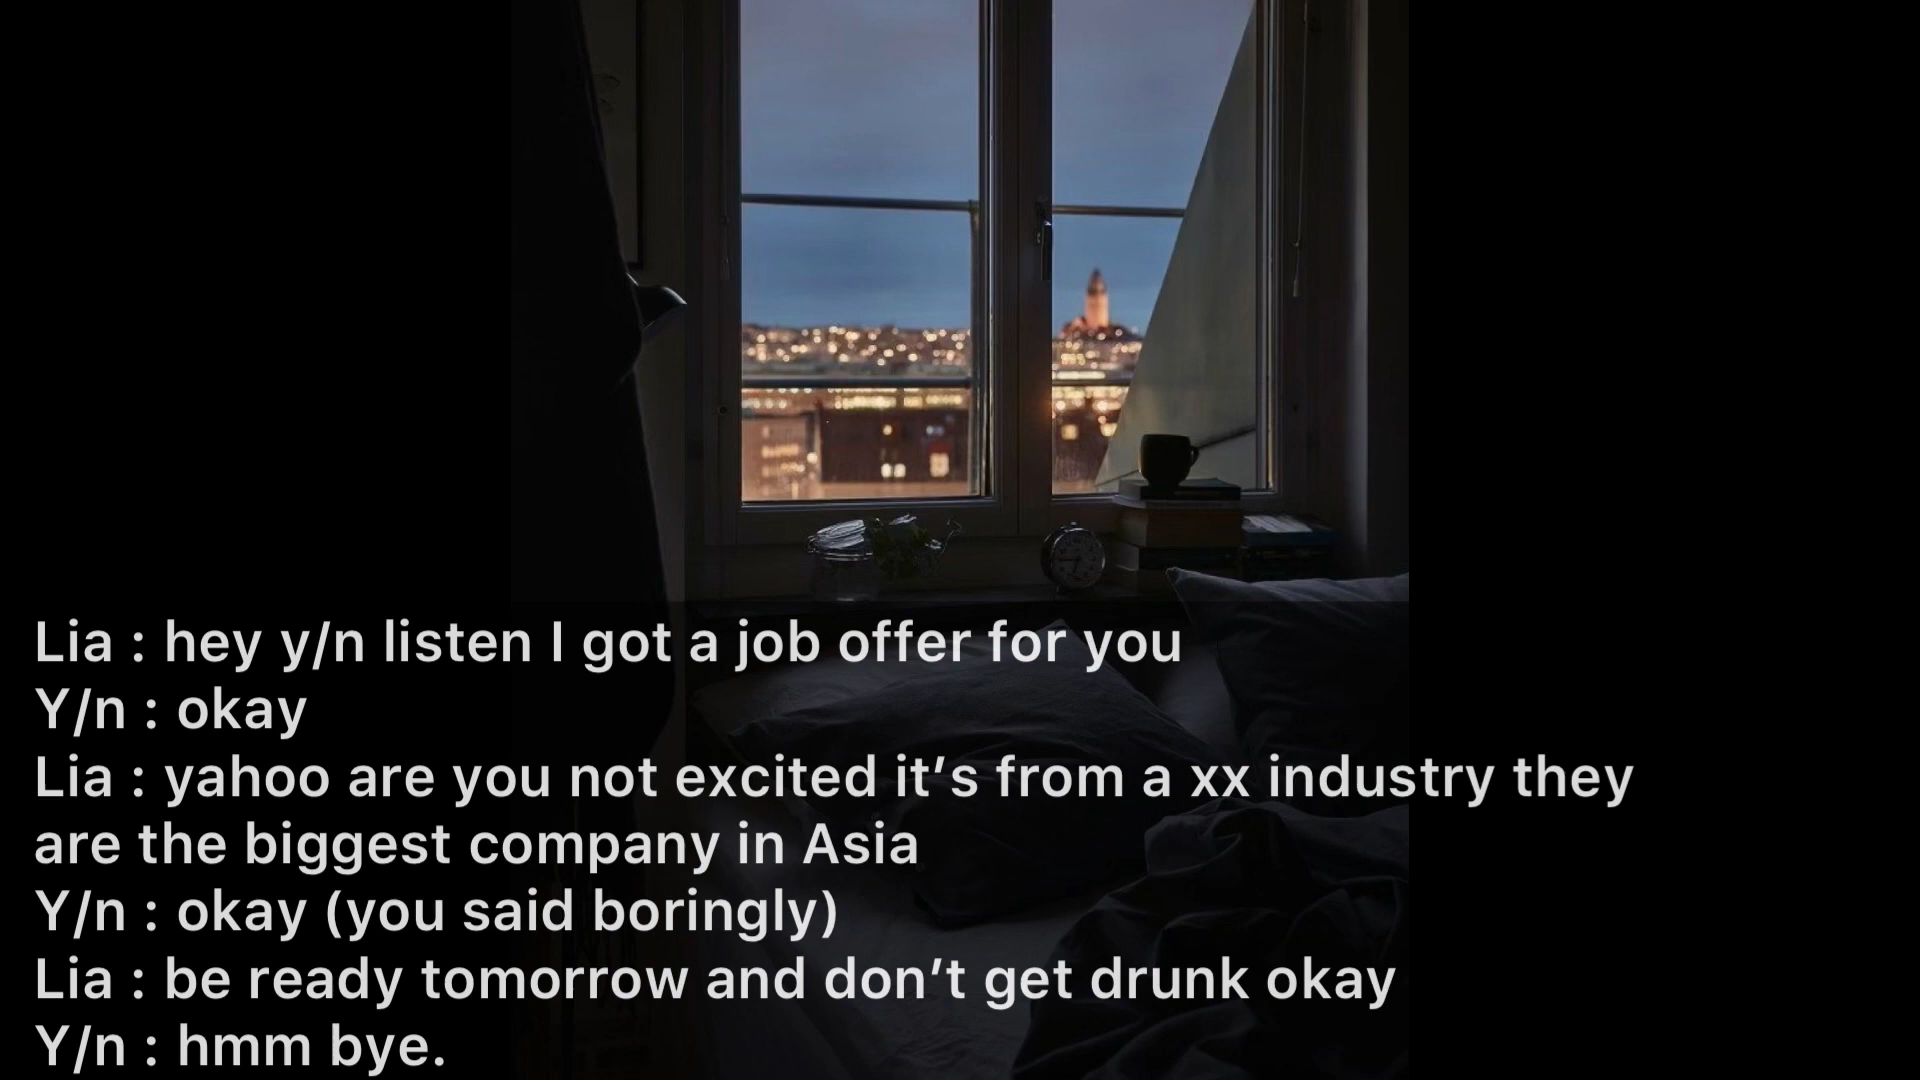 Lia : hey y/n listen I got a job offer for you
Y/n : okay
Lia : yahoo are you not excited it’s from a xx industry they
are the biggest company in Asia
Y/n : okay (you said boringly)
Lia : be ready tomorrow and don’t get drunk okay
Y/n : hmm bye.